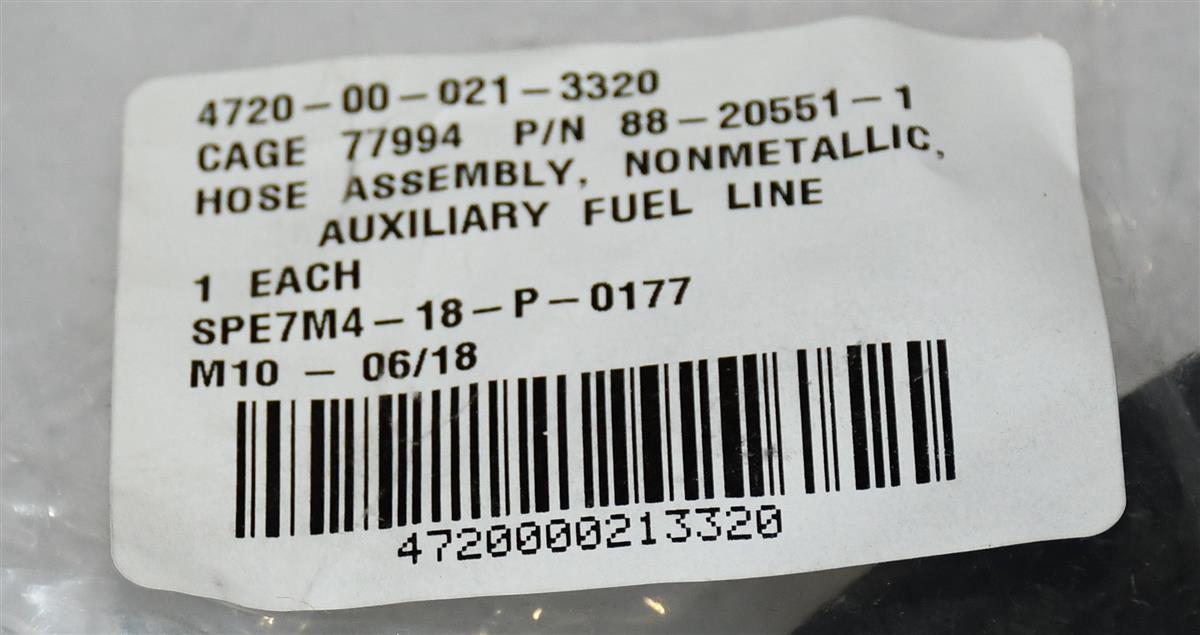 4720-00-021-3320
CAGE 77994 P/N 88-20551-1
HOSE ASSEMBLY, NONMETALLIC,
AUXILIARY FUEL LINE
1 EACH
SPE7M4-18-P-0177
M10 - 06/18
4720000213320